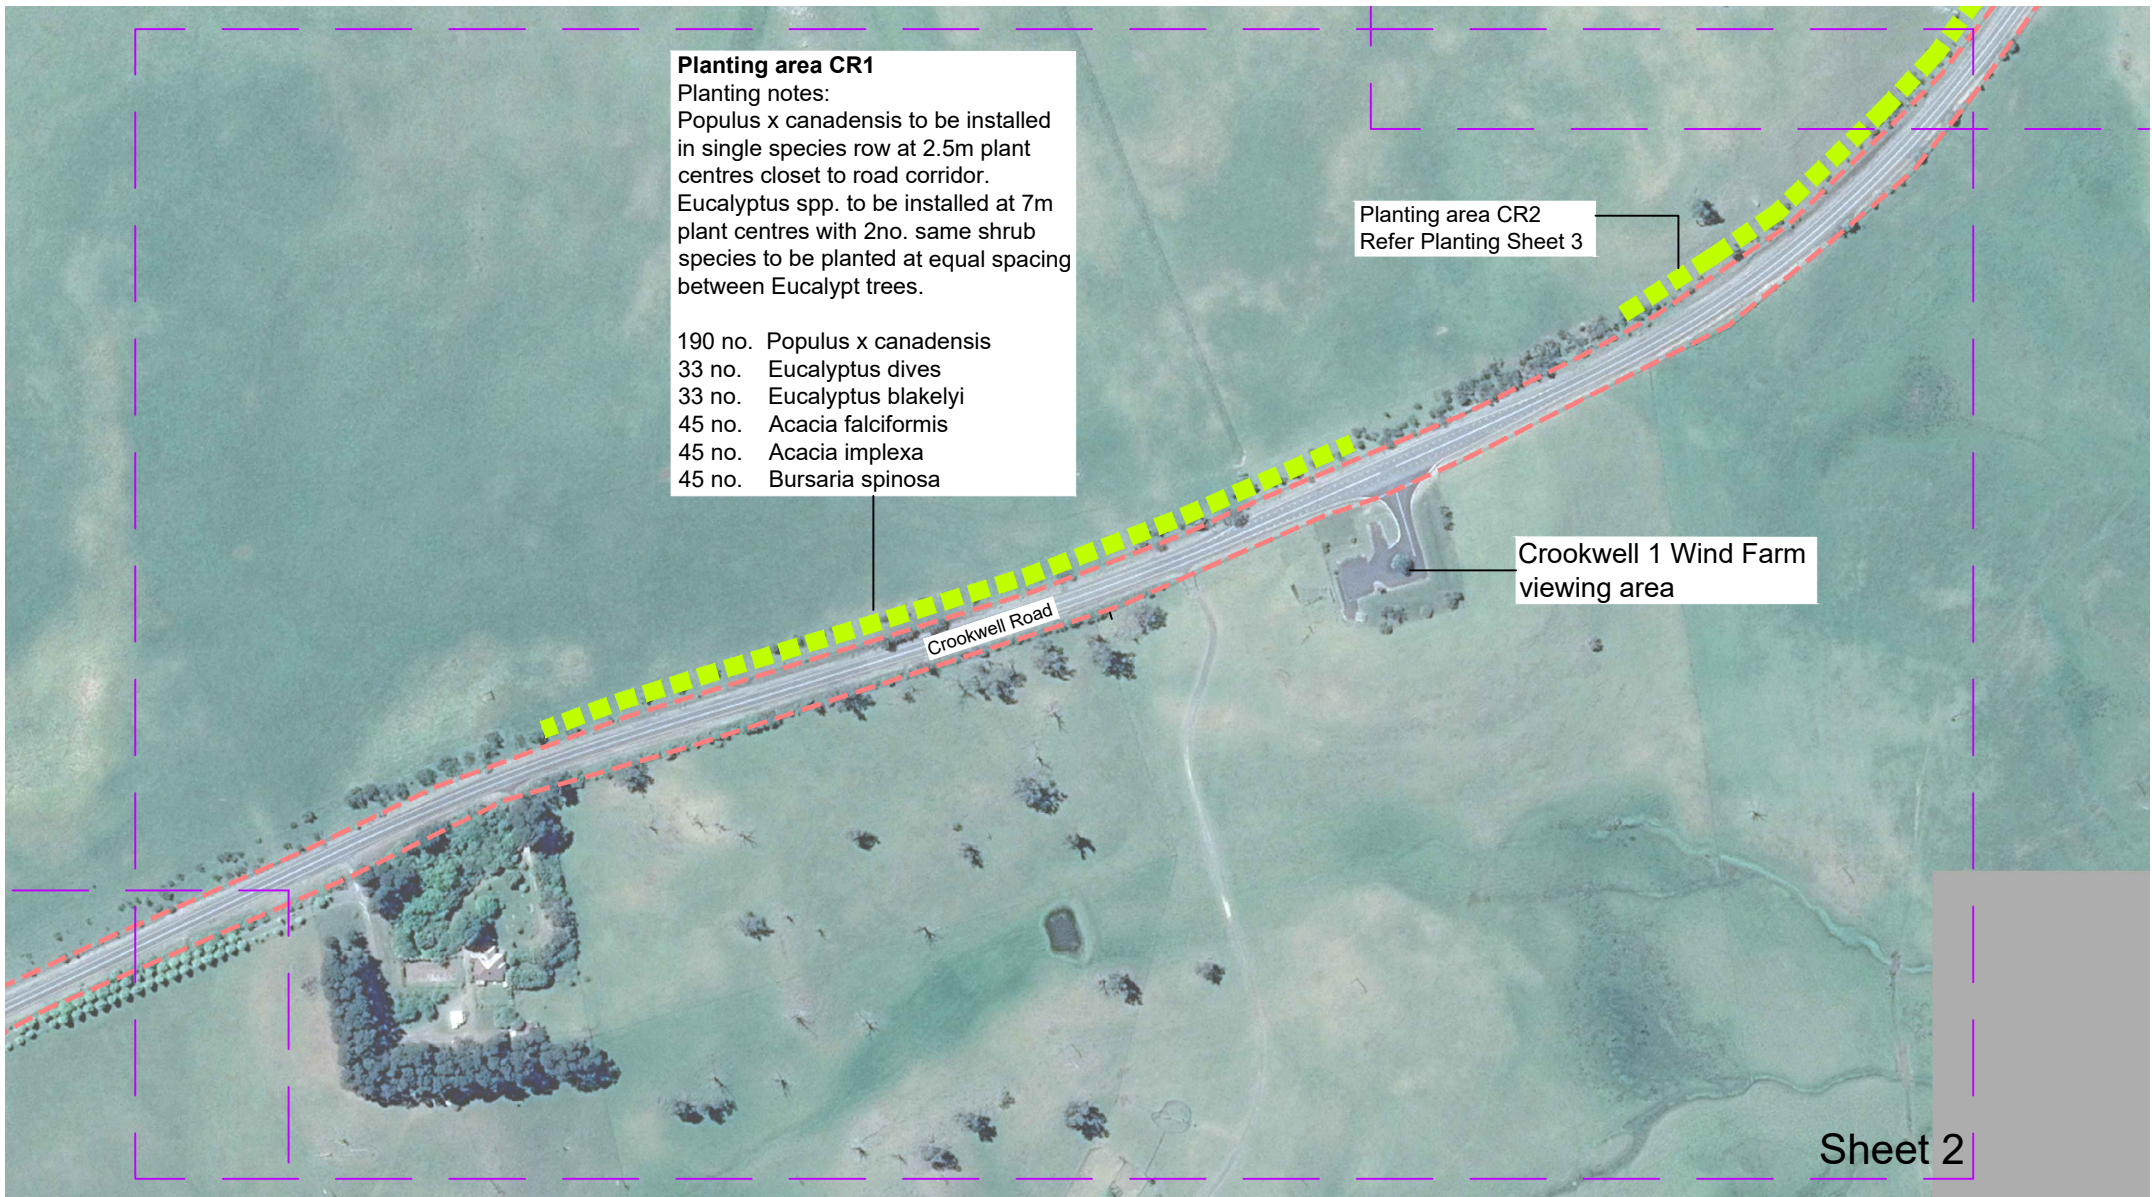 Planting area CR1
Planting notes:
Populus x canadensis to be installed
in single species row at 2.5m plant
centres closet to road corridor.
Eucalyptus spp. to be installed at 7m
plant centres with 2no. same shrub
species to be planted at equal spacing
between Eucalypt trees.
190 no. Populus x canadensis
33 no. Eucalyptus dives
33 no. Eucalyptus blakelyi
45 no. Acacia falciformis
45 no. Acacia implexa
45 no. Bursaria spinosa
Planting area CR2
Refer Planting Sheet 3
Crookwell 1 Wind Farm
viewing area
Crookwell Road
Sheet 2